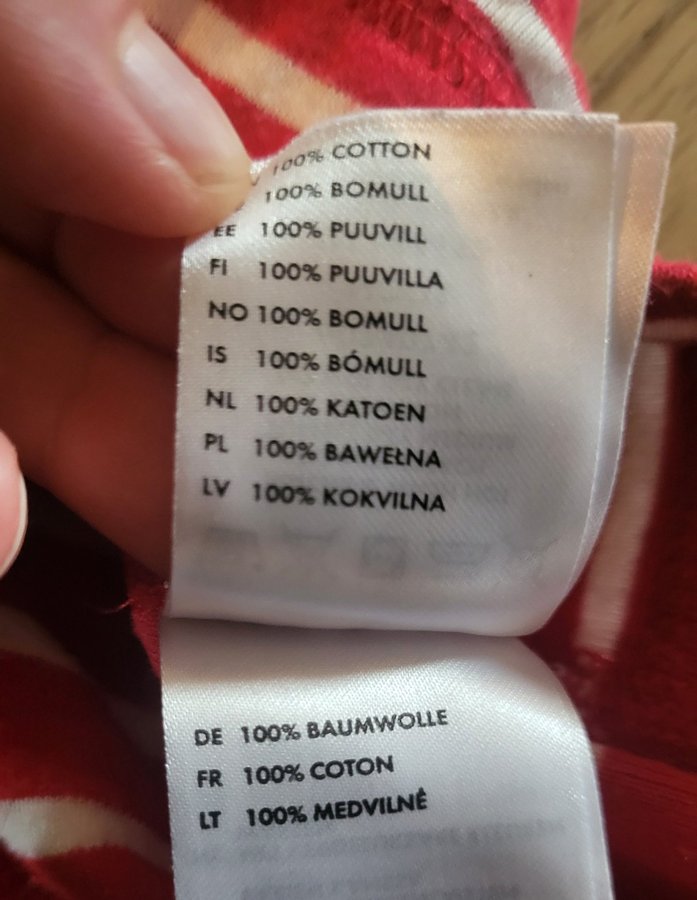 100% COTTON
100% BOMULL
EE 100% PUUVILL
FI 100% PUUVILLA
NO 100% BOMULL
IS 100% BÓMULL
NL 100% KATOEN
PL 100% BAWEŁNA
LV 100% KOKVILNA
DE 100% BAUMWOLLE
FR 100% COTON
LT 100% MEDVILNĖ